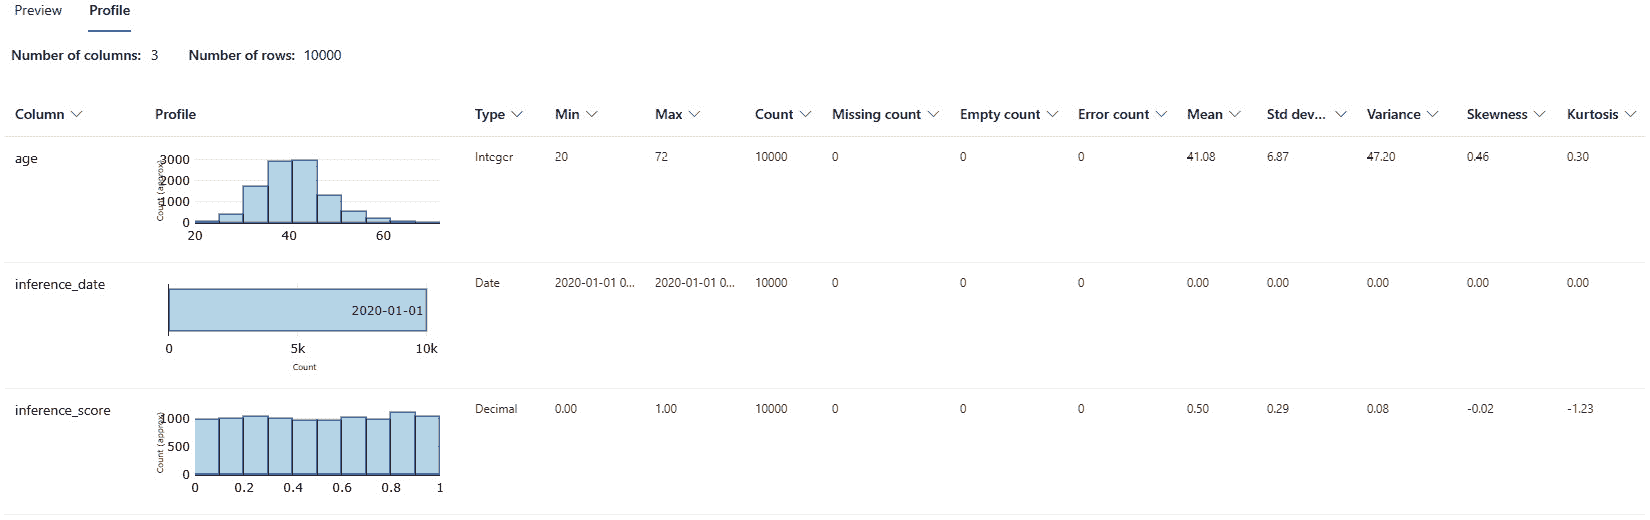 Preview Profile
Number of columns: 3 Number of rows: 10000
Column Profile Type Min Max Count Missing count Empty count Error count Mean Std dev... Variance Skewness Kurtosis
age Integer 20 72 10000 0 0 0 41.08 6.87 47.20 0.46 0.30
Count (approx)
3000
2000
1000
0
20 40 60
inference_date Date 2020-01-01 0... 2020-01-01 0... 10000 0 0 0 0.00 0.00 0.00 0.00 0.00
2020-01-01
0 5k 10k
Count
inference_score Decimal 0.00 1.00 10000 0 0 0 0.50 0.29 0.08 -0.02 -1.23
Count (approx)
1000
500
0
0 0.2 0.4 0.6 0.8 1